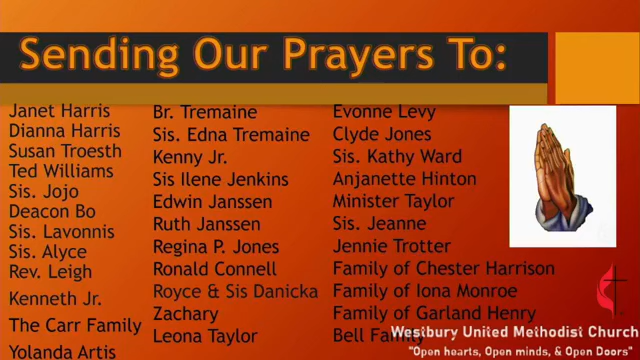 Sending Our Prayers To:
Janet Harris
Dianna Harris
Susan Troesth
Ted Williams
Sis. Jojo
Deacon Bo
Sis. Lavonnis
Sis. Alyce
Rev. Leigh
Kenneth Jr.
The Carr Family
Yolanda Artis
Br. Tremaine
Sis. Edna Tremaine
Kenny Jr.
Sis Ilene Jenkins
Edwin Janssen
Ruth Janssen
Regina P. Jones
Ronald Connell
Royce & Sis Danicka
Zachary
Leona Taylor
Evonne Levy
Clyde Jones
Sis. Kathy Ward
Anjanette Hinton
Minister Taylor
Sis. Jeanne
Jennie Trotter
Family of Chester Harrison
Family of Iona Monroe
Family of Garland Henry
Bell Family
Westbury United Methodist Church
"Open hearts, Open minds, & Open Doors"